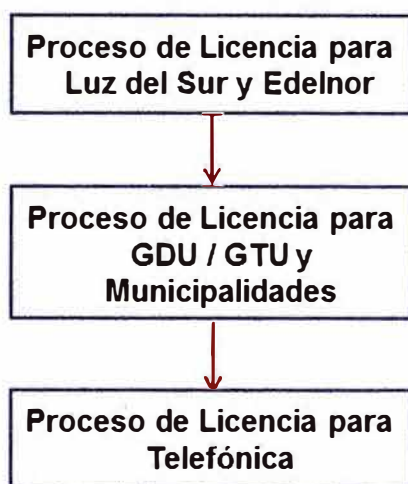 Proceso de Licencia para
Luz del Sur y Edelnor
Proceso de Licencia para
GDU / GTU y
Municipalidades
Proceso de Licencia para
Telefónica